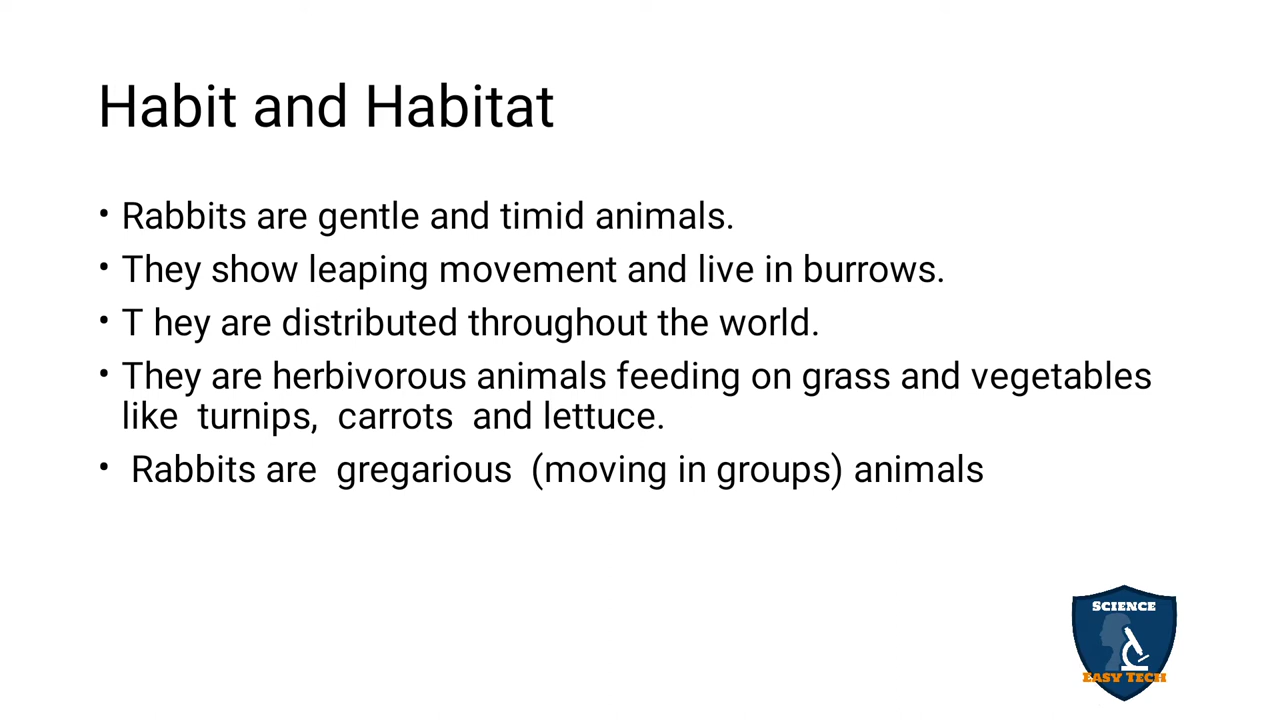 Habit and Habitat
• Rabbits are gentle and timid animals.
• They show leaping movement and live in burrows.
• T hey are distributed throughout the world.
• They are herbivorous animals feeding on grass and vegetables
like  turnips,  carrots  and lettuce.
•  Rabbits are  gregarious  (moving in groups) animals
SCIENCE
EASY TECH